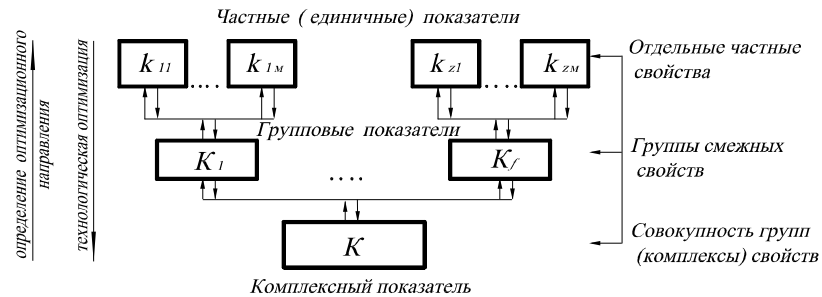 Частные ( единичные) показатели
k 11
....
k 1м
k z1
....
k zм
Отдельные частные
свойства
Групповые показатели
K 1
....
K f
Группы смежных
свойств
K
Совокупность групп
(комплексы) свойств
Комплексный показатель
определение оптимизационного
направления
технологическая оптимизация